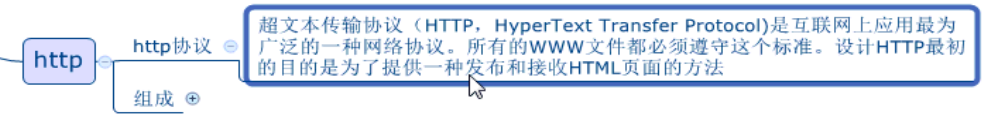 http
http协议
超文本传输协议（HTTP，HyperText Transfer Protocol)是互联网上应用最为
广泛的一种网络协议。所有的WWW文件都必须遵守这个标准。设计HTTP最初
的目的是为了提供一种发布和接收HTML页面的方法
组成